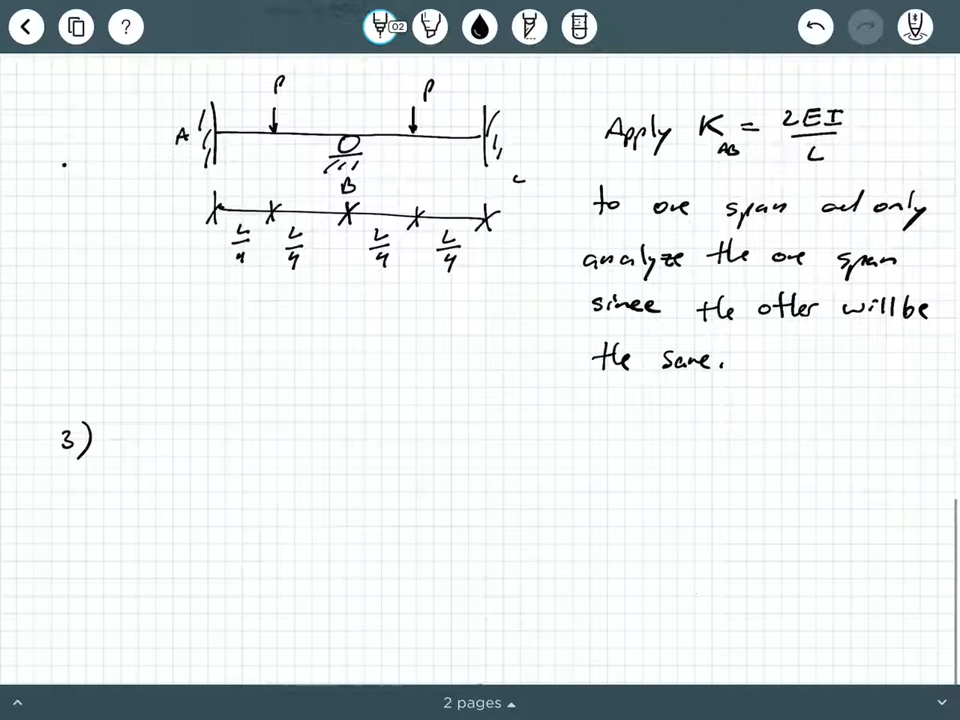 02
P
P
A
B
L/4 L/4 L/4 L/4
Apply K_AB = 2EI/L
to one span and only
analyze the one span
since the other will be
the same.
3)
2 pages